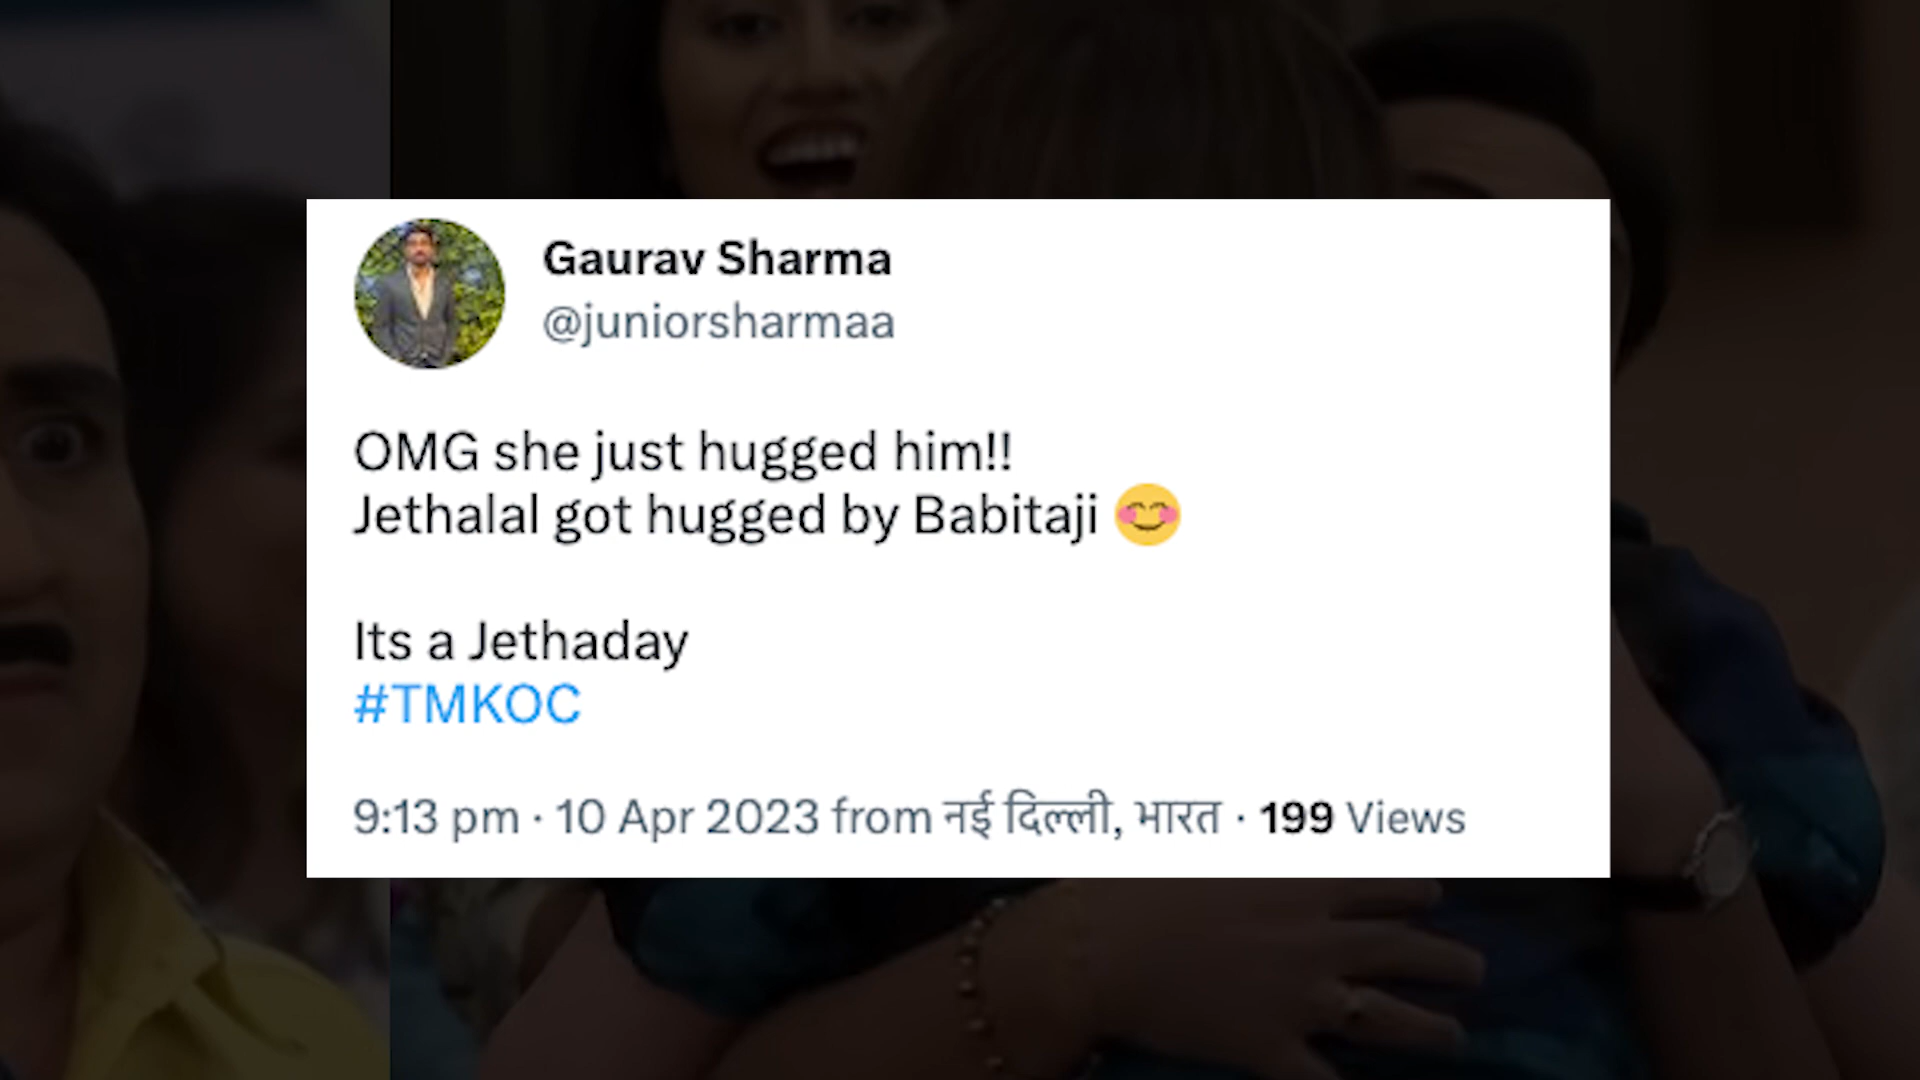 Gaurav Sharma
@juniorsharmaa
OMG she just hugged him!!
Jethalal got hugged by Babitaji 😊
Its a Jethaday
#TMKOC
9:13 pm · 10 Apr 2023 from नई दिल्ली, भारत · 199 Views